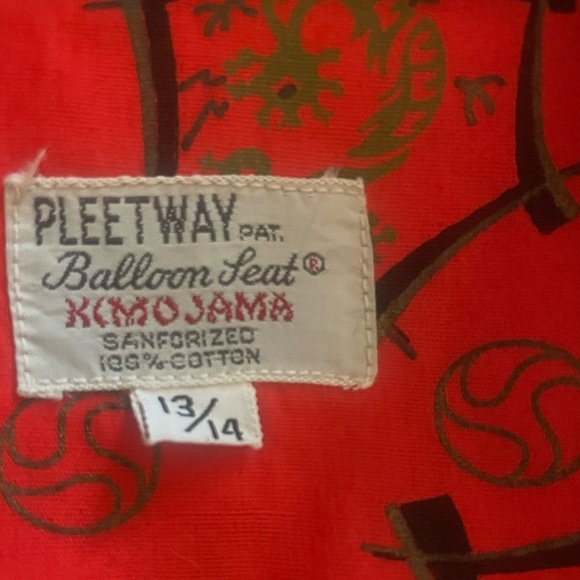 PLEETWAY PAT.
Balloon Seat®
KIMOJAMA
SANFORIZED
100% COTTON
13/14